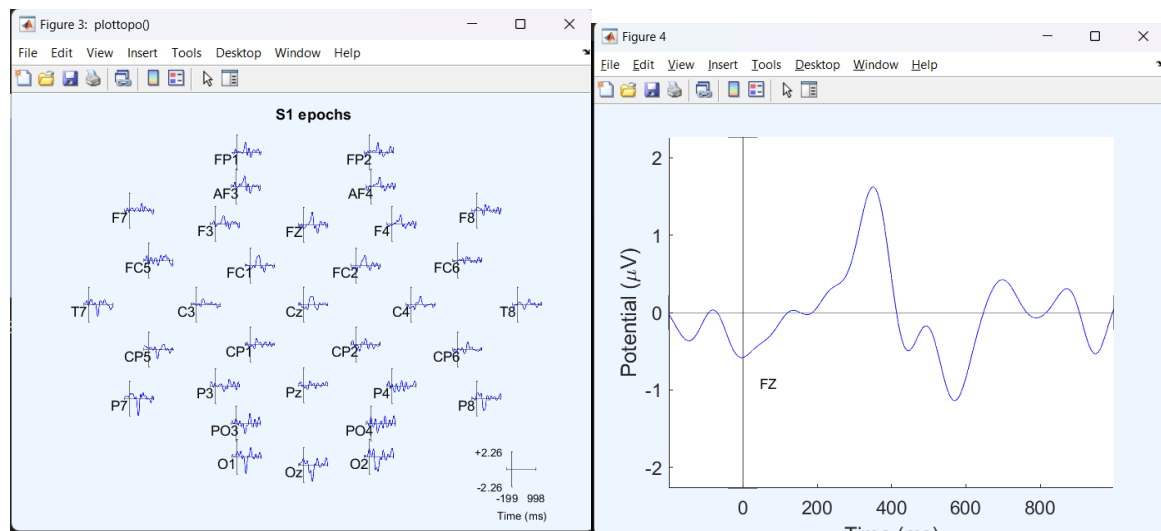 Figure 3: plottopo()
File Edit View Insert Tools Desktop Window Help
S1 epochs
FP1 FP2
AF3 AF4
F7 F3 FZ F4 F8
FC5 FC1 FC2 FC6
T7 C3 Cz C4 T8
CP5 CP1 CP2 CP6
P7 P3 Pz P4 P8
PO3 PO4
O1 Oz O2
+2.26
-2.26
-199 998
Time (ms)
Figure 4
File Edit View Insert Tools Desktop Window Help
Potential (μV)
2
1
0
-1
-2
FZ
0 200 400 600 800
Time (ms)